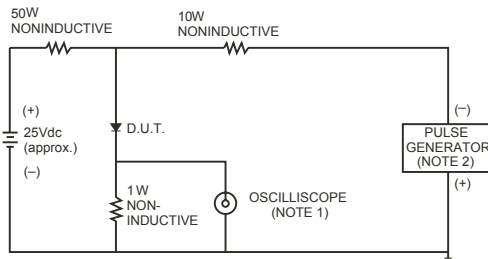 50W
NONINDUCTIVE
10W
NONINDUCTIVE
(+)
25Vdc
(approx.)
(–)
D.U.T.
1W
NON-
INDUCTIVE
OSCILLISCOPE
(NOTE 1)
(–)
PULSE
GENERATOR
(NOTE 2)
(+)